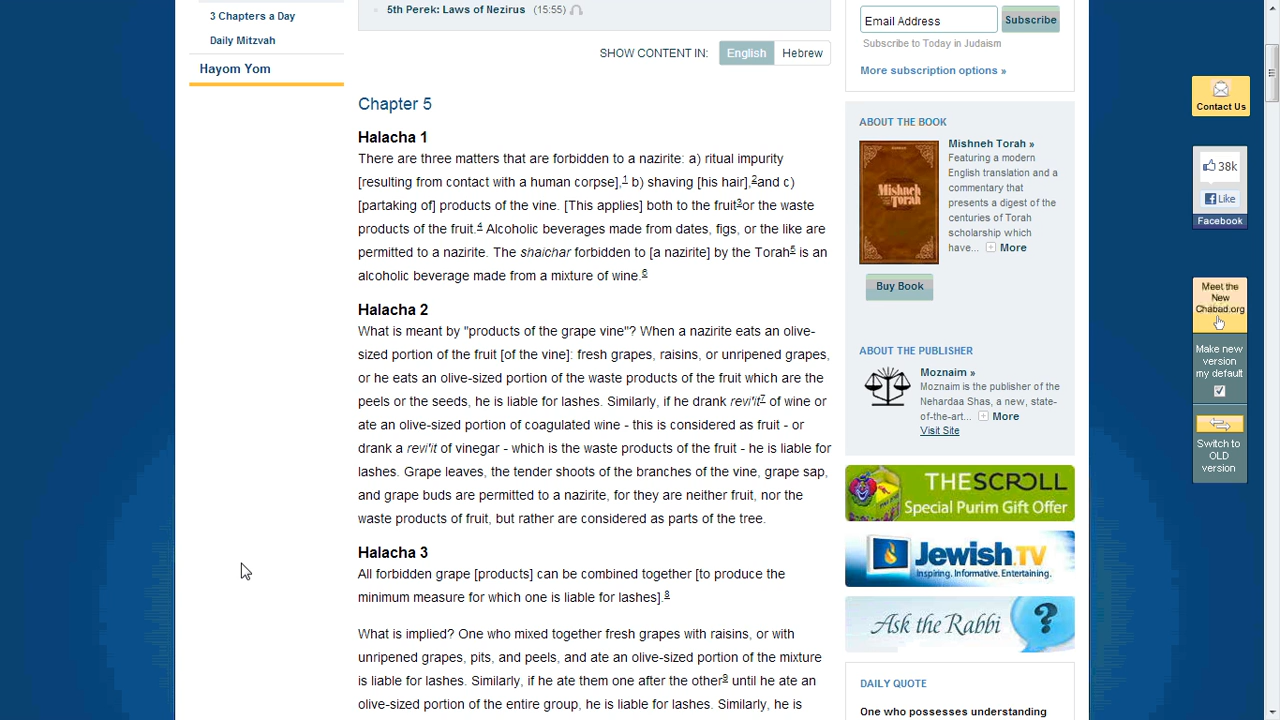 3 Chapters a Day
Daily Mitzvah
Hayom Yom
5th Perek: Laws of Nezirus (15:55)
SHOW CONTENT IN: English Hebrew
Chapter 5
Halacha 1
There are three matters that are forbidden to a nazirite: a) ritual impurity
[resulting from contact with a human corpse],1 b) shaving [his hair],2and c)
[partaking of] products of the vine. [This applies] both to the fruit3or the waste
products of the fruit.4 Alcoholic beverages made from dates, figs, or the like are
permitted to a nazirite. The shaichar forbidden to [a nazirite] by the Torah5 is an
alcoholic beverage made from a mixture of wine.6
Halacha 2
What is meant by "products of the grape vine"? When a nazirite eats an olive-
sized portion of the fruit [of the vine]: fresh grapes, raisins, or unripened grapes,
or he eats an olive-sized portion of the waste products of the fruit which are the
peels or the seeds, he is liable for lashes. Similarly, if he drank revi'it7 of wine or
ate an olive-sized portion of congulated wine - this is considered as fruit - or
drank a revi'it of vinegar - which is the waste products of the fruit - he is liable for
lashes. Grape leaves, the tender shoots of the branches of the vine, grape sap,
and grape buds are permitted to a nazirite, for they are neither fruit, nor the
waste products of fruit, but rather are considered as parts of the tree.
Halacha 3
All forbidden grape [products] can be combined together [to produce the
minimum measure for which one is liable for lashes].8
What is implied? One who mixed together fresh grapes with raisins, or with
unripened grapes, pits and peels, and ate an olive-sized portion of the mixture
is liable for lashes. Similarly, if he ate them one after the other9 until he ate an
olive-sized portion of the entire group, he is liable for lashes. Similarly, he is
Email Address
Subscribe
Subscribe to Today in Judaism
More subscription options »
ABOUT THE BOOK
Mishneh
Torah
Mishneh Torah »
Featuring a modern
English translation and a
commentary that
presents a digest of the
centuries of Torah
scholarship which
have... + More
Buy Book
ABOUT THE PUBLISHER
Moznaim »
Moznaim is the publisher of the
Nehardaa Shas, a new, state-
of-the-art... + More
Visit Site
THESCROLL
Special Purim Gift Offer
Jewish.TV
Inspiring. Informative. Entertaining.
Ask the Rabbi ?
DAILY QUOTE
One who possesses understanding
Contact Us
38k
Like
Facebook
Meet the
New
Chabad.org
Make new
version
my default
Switch to
OLD
version